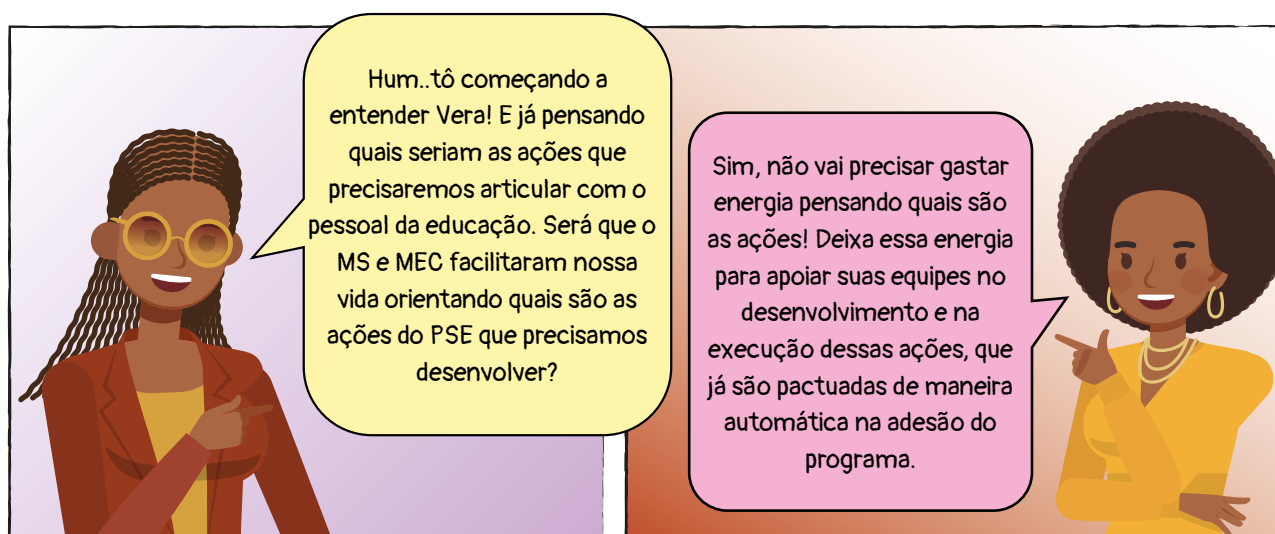 Hum..tô começando a
entender Vera! E já pensando
quais seriam as ações que
precisaremos articular com o
pessoal da educação. Será que o
MS e MEC facilitaram nossa
vida orientando quais são as
ações do PSE que precisamos
desenvolver?
Sim, não vai precisar gastar
energia pensando quais são
as ações! Deixa essa energia
para apoiar suas equipes no
desenvolvimento e na
execução dessas ações, que
já são pactuadas de maneira
automática na adesão do
programa.